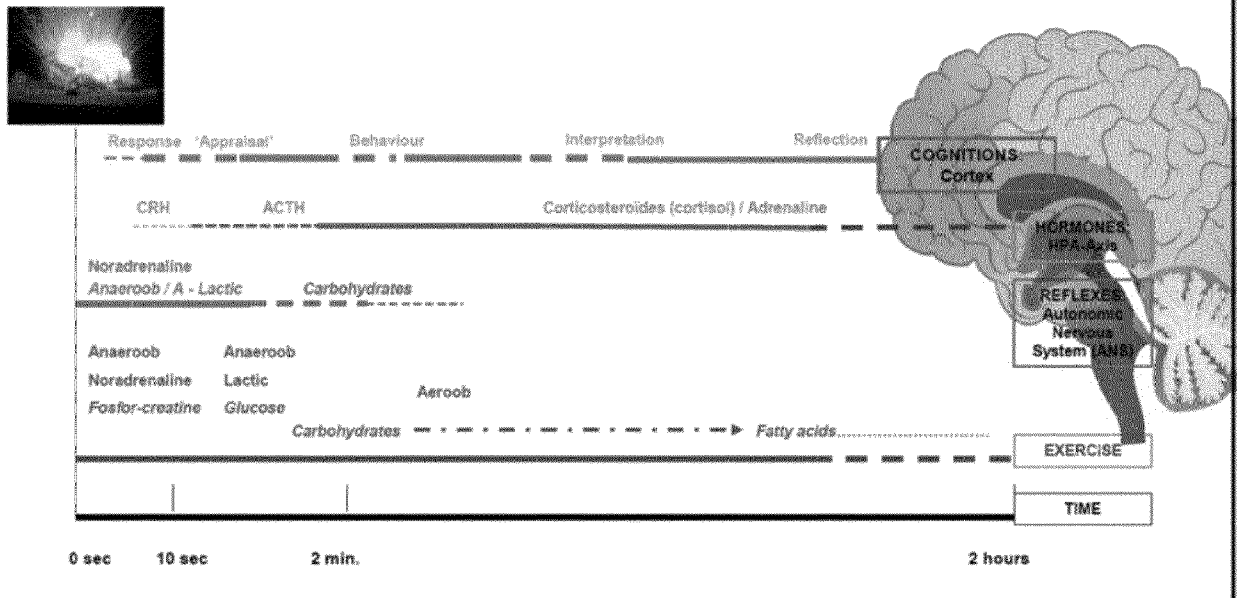 Response 'Appraisal' Behaviour Interpretation Reflection
COGNITIONS:
Cortex
CRH ACTH Corticosteroïdes (cortisol) / Adrenaline
HORMONES:
HPA-Axis
Noradrenaline
Anaeroob / A - Lactic Carbohydrates
REFLEXES:
Autonomic
Nervous
System (ANS)
Anaeroob Anaeroob
Noradrenaline Lactic
Aeroob
Fosfor-creatine Glucose
Carbohydrates Fatty acids
EXERCISE
TIME
0 sec 10 sec 2 min. 2 hours